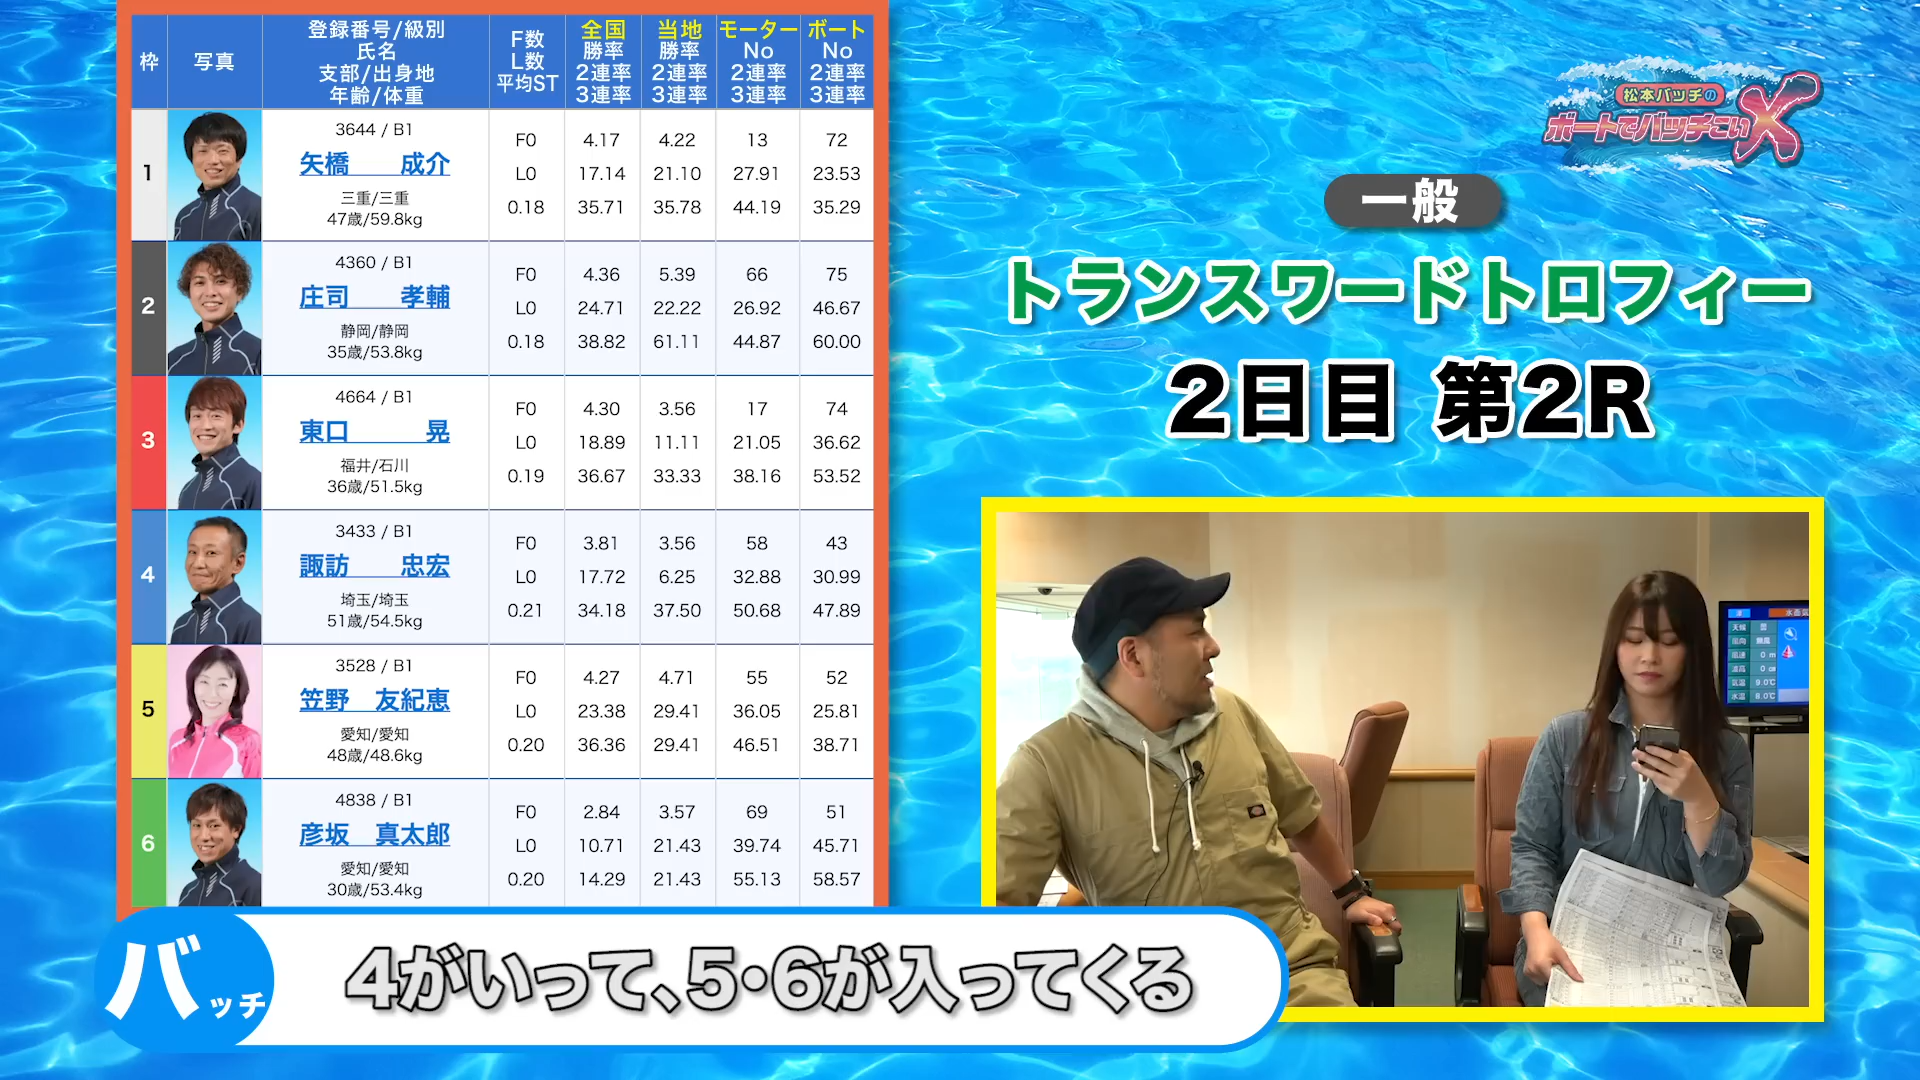 枠
写真
登録番号/級別
氏名
支部/出身地
年齢/体重
F数
L数
平均ST
全国
勝率
2連率
3連率
当地
勝率
2連率
3連率
モーター
No
2連率
3連率
ボート
No
2連率
3連率
1
3644 / B1
矢橋 成介
三重/三重
47歳/59.8kg
F0 4.17 4.22 13 72
L0 17.14 21.10 27.91 23.53
0.18 35.71 35.78 44.19 35.29
2
4360 / B1
庄司 孝輔
静岡/静岡
35歳/53.8kg
F0 4.36 5.39 66 75
L0 24.71 22.22 26.92 46.67
0.18 38.82 61.11 44.87 60.00
3
4664 / B1
東口 晃
福井/石川
36歳/51.5kg
F0 4.30 3.56 17 74
L0 18.89 11.11 21.05 36.62
0.19 36.67 33.33 38.16 53.52
4
3433 / B1
諏訪 忠宏
埼玉/埼玉
51歳/54.5kg
F0 3.81 3.56 58 43
L0 17.72 6.25 32.88 30.99
0.21 34.18 37.50 50.68 47.89
5
3528 / B1
笠野 友紀恵
愛知/愛知
48歳/48.6kg
F0 4.27 4.71 55 52
L0 23.38 29.41 36.05 25.81
0.20 36.36 29.41 46.51 38.71
6
4838 / B1
彦坂 真太郎
愛知/愛知
30歳/53.4kg
F0 2.84 3.57 69 51
L0 10.71 21.43 39.74 45.71
0.20 14.29 21.43 55.13 58.57
松本バッチの
ボートでバッチこいX
一般
トランスワードトロフィー
2日目 第2R
天候
風向
風速 0 m
波高 0 cm
気温 9.0℃
水温 8.0℃
バッチ
4がいって、5・6が入ってくる